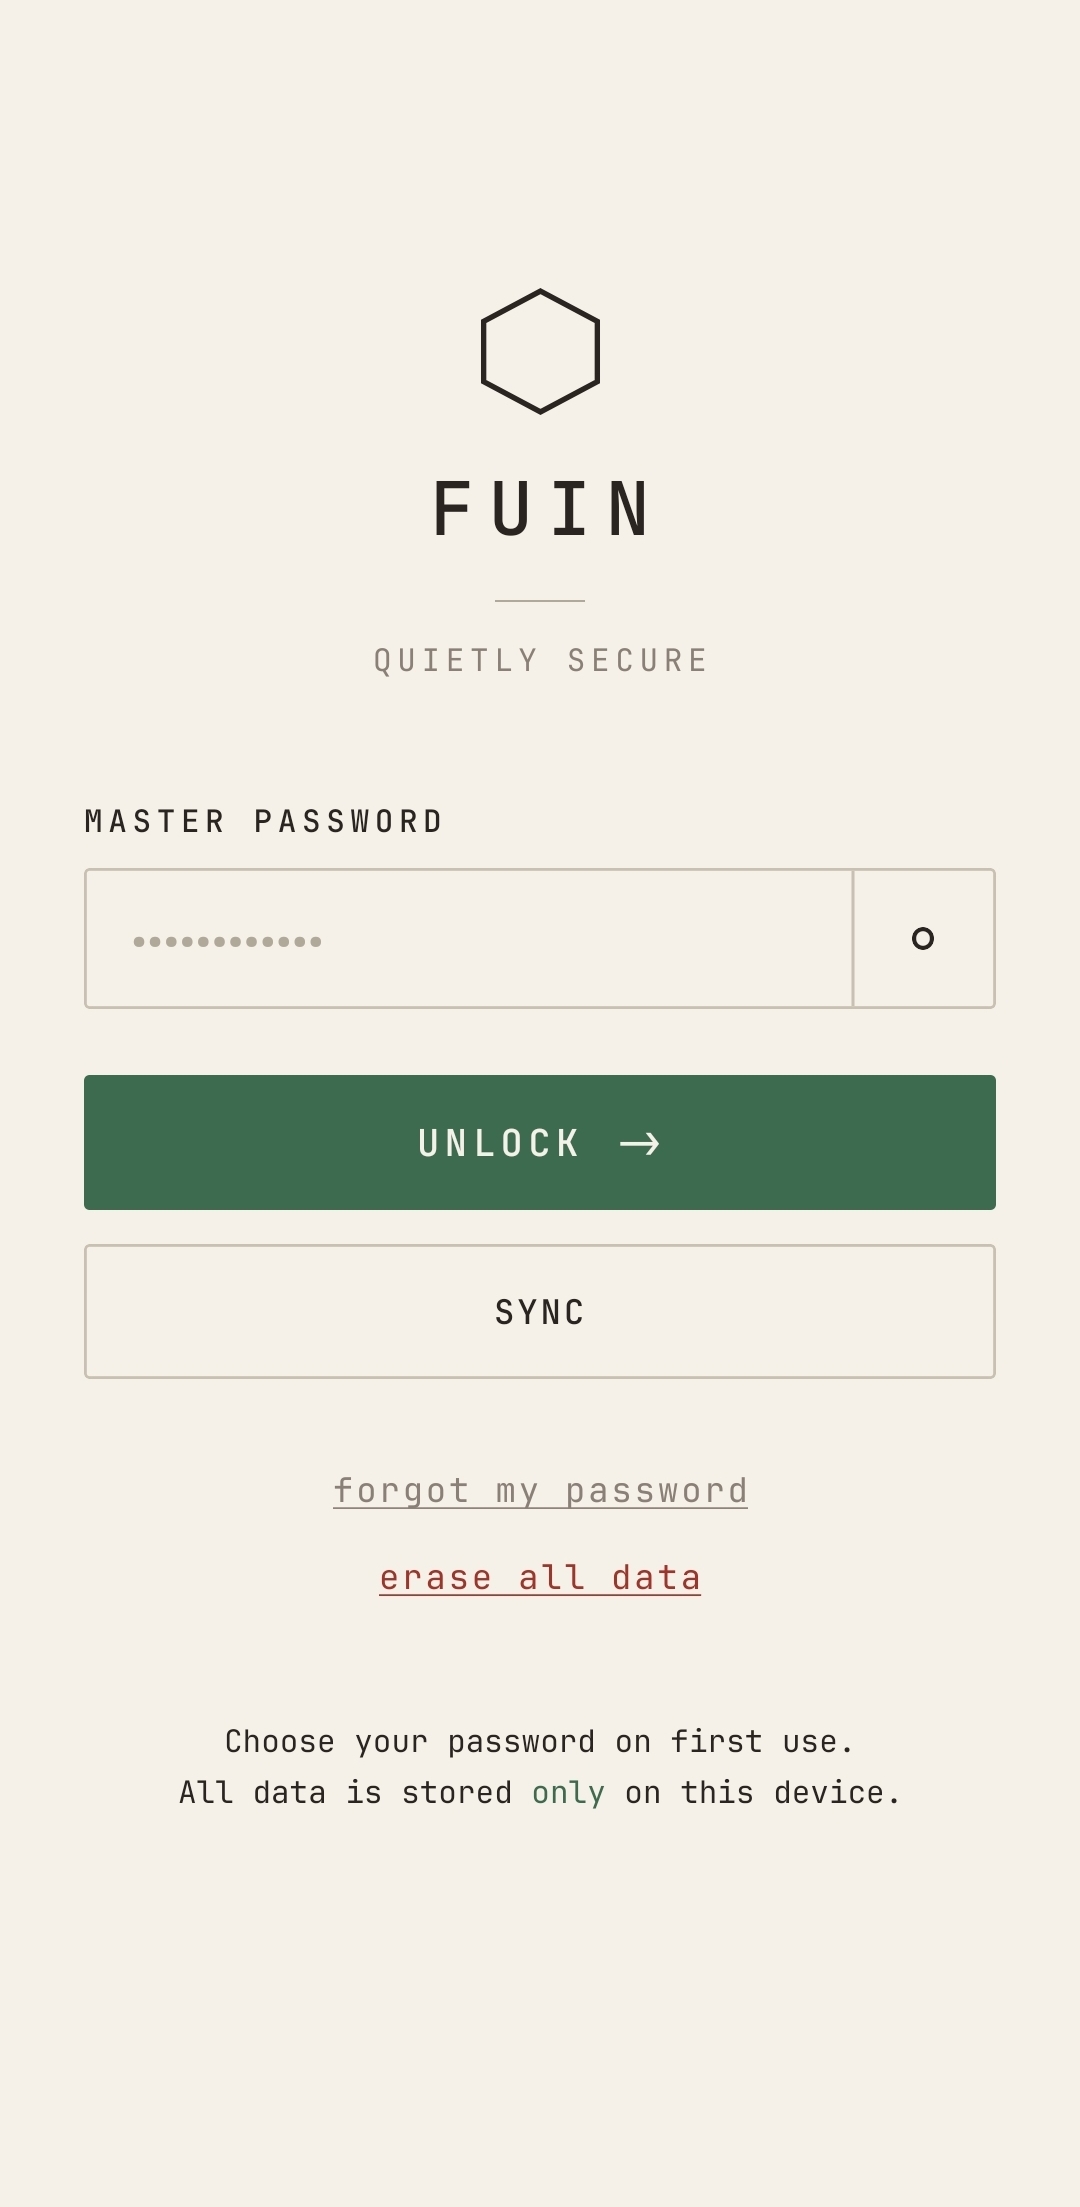 FUIN
QUIETLY SECURE
MASTER PASSWORD
••••••••••••
UNLOCK →
SYNC
forgot my password
erase all data
Choose your password on first use.
All data is stored only on this device.